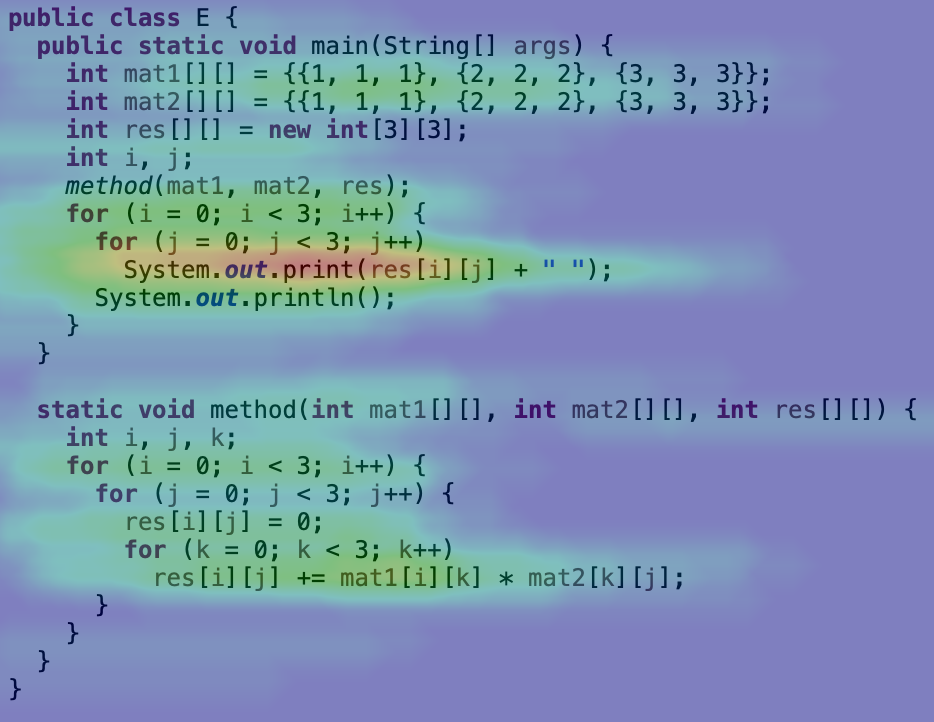 public class E {
  public static void main(String[] args) {
    int mat1[][] = {{1, 1, 1}, {2, 2, 2}, {3, 3, 3}};
    int mat2[][] = {{1, 1, 1}, {2, 2, 2}, {3, 3, 3}};
    int res[][] = new int[3][3];
    int i, j;
    method(mat1, mat2, res);
    for (i = 0; i < 3; i++) {
      for (j = 0; j < 3; j++)
        System.out.print(res[i][j] + " ");
      System.out.println();
    }
  }

  static void method(int mat1[][], int mat2[][], int res[][]) {
    int i, j, k;
    for (i = 0; i < 3; i++) {
      for (j = 0; j < 3; j++) {
        res[i][j] = 0;
        for (k = 0; k < 3; k++)
          res[i][j] += mat1[i][k] * mat2[k][j];
      }
    }
  }
}